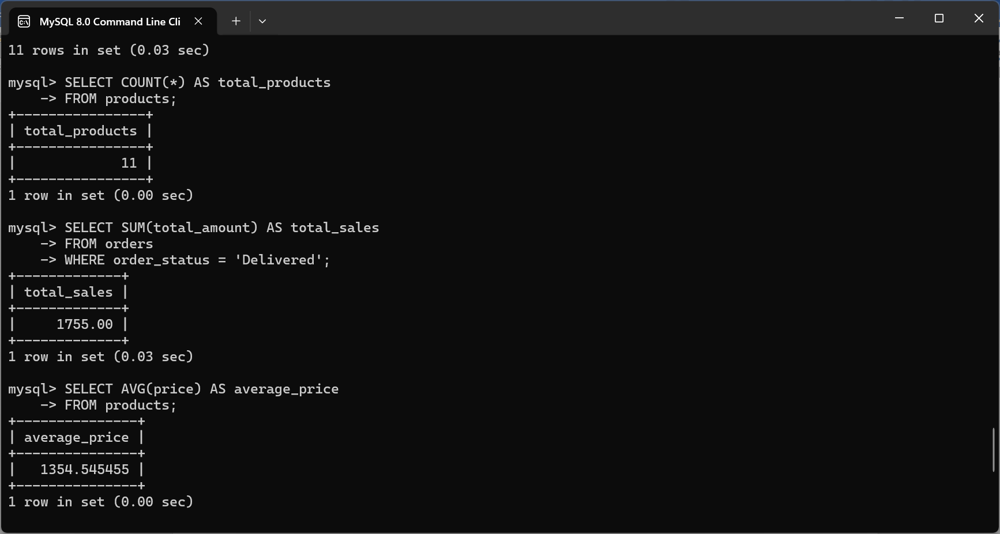 MySQL 8.0 Command Line Cli
11 rows in set (0.03 sec)
mysql> SELECT COUNT(*) AS total_products
    -> FROM products;
+----------------+
| total_products |
+----------------+
|             11 |
+----------------+
1 row in set (0.00 sec)
mysql> SELECT SUM(total_amount) AS total_sales
    -> FROM orders
    -> WHERE order_status = 'Delivered';
+-------------+
| total_sales |
+-------------+
|     1755.00 |
+-------------+
1 row in set (0.03 sec)
mysql> SELECT AVG(price) AS average_price
    -> FROM products;
+---------------+
| average_price |
+---------------+
|   1354.545455 |
+---------------+
1 row in set (0.00 sec)